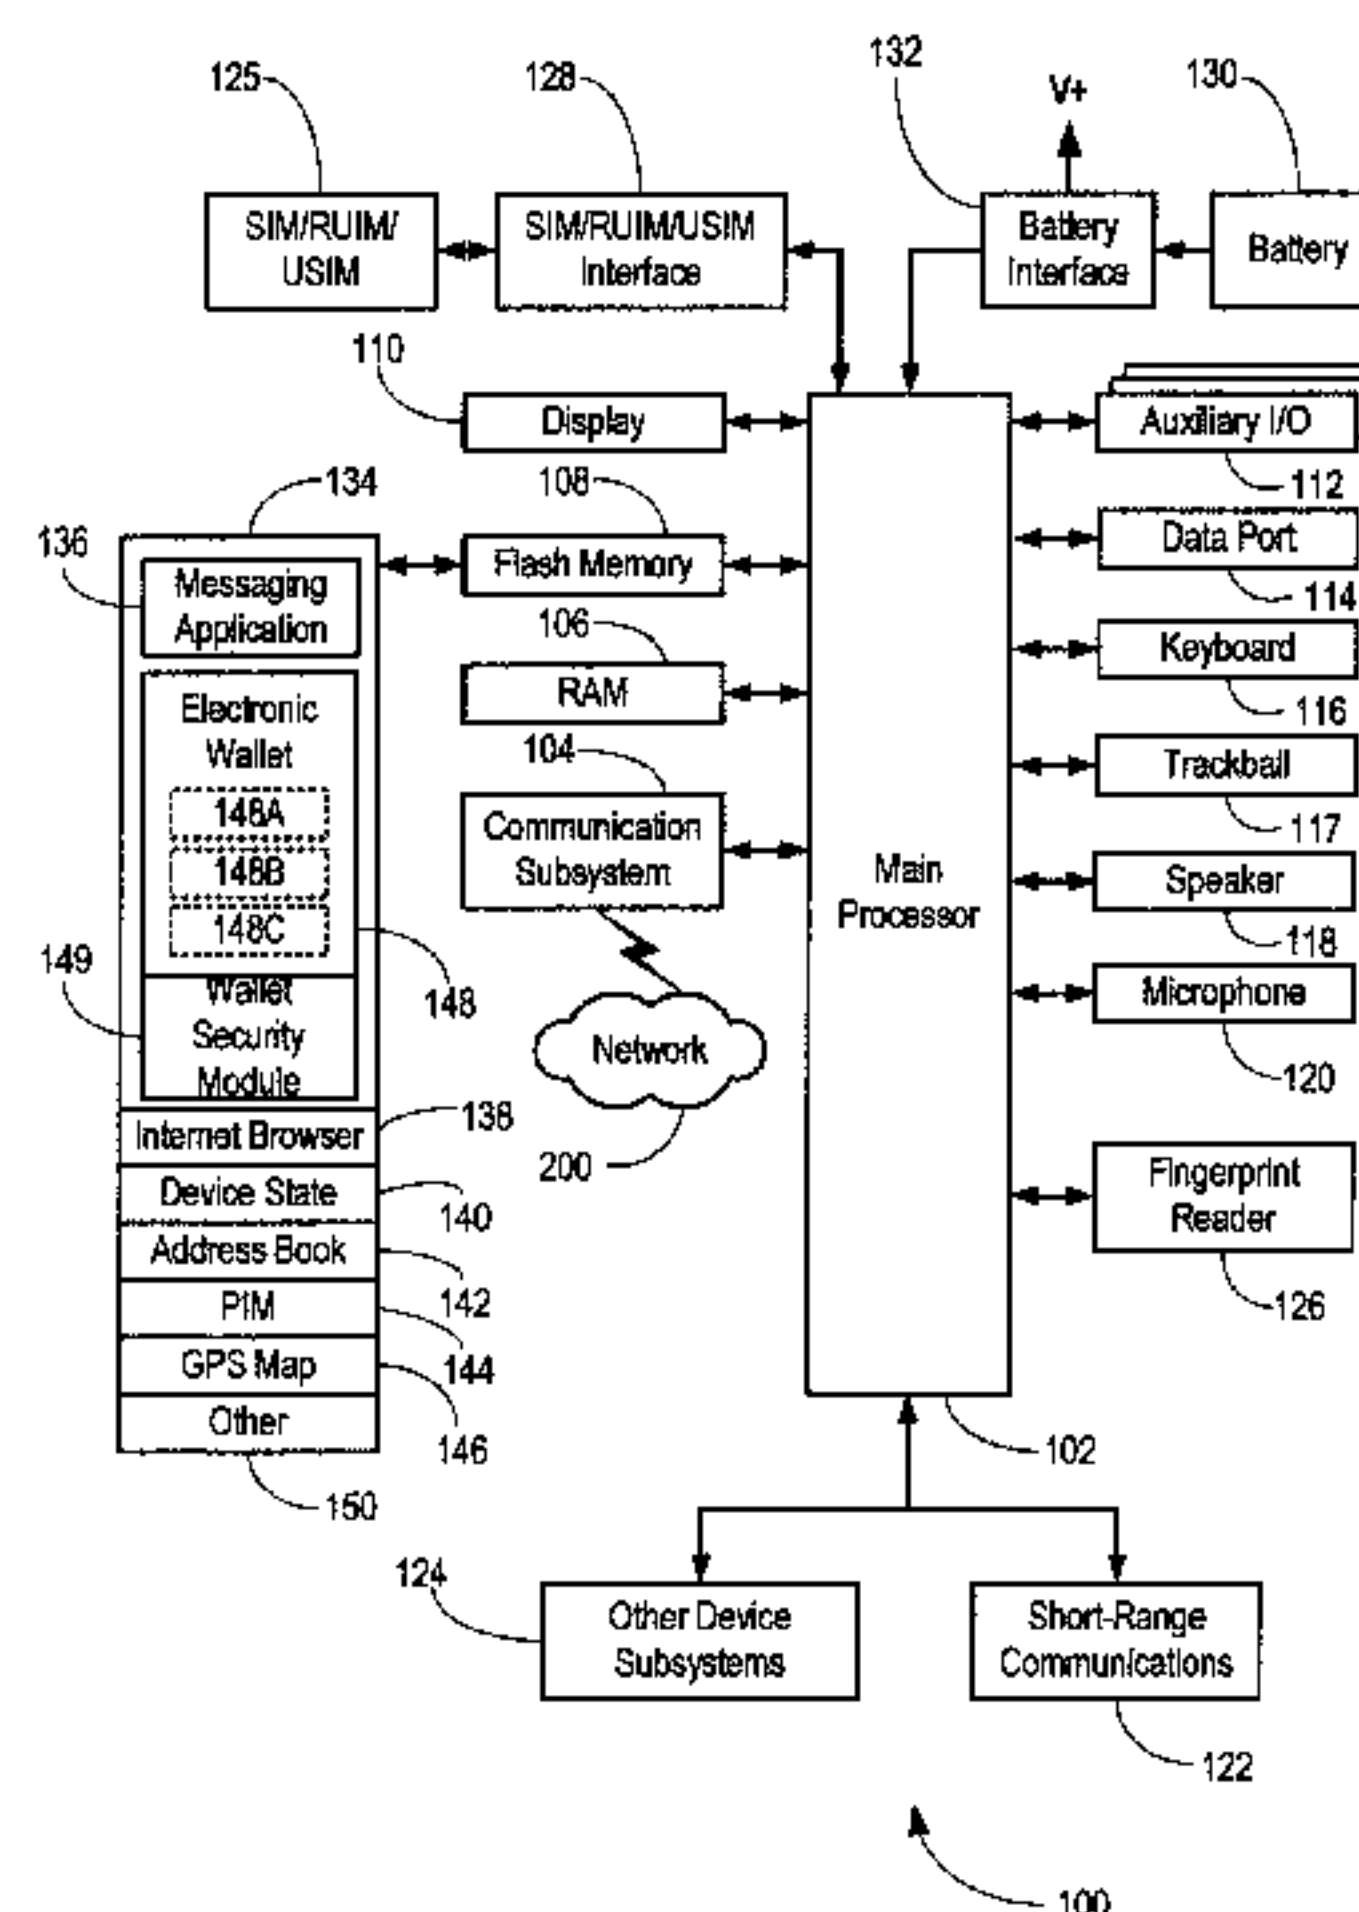 125
128
132
V+
130
SIM/RUIM/
USIM
SIM/RUIM/USIM
Interface
Battery
Interface
Battery
110
Display
Auxiliary I/O
112
134
108
136
Messaging
Application
Flash Memory
Data Port
114
106
RAM
Keyboard
116
Electronic
Wallet
148A
148B
148C
104
Communication
Subsystem
Trackball
117
Main
Processor
Speaker
118
149
148
Wallet
Security
Module
Network
200
Microphone
120
Internet Browser
138
Device State
140
Address Book
142
PIM
144
GPS Map
146
Other
150
Fingerprint
Reader
126
102
124
Other Device
Subsystems
Short-Range
Communications
122
100